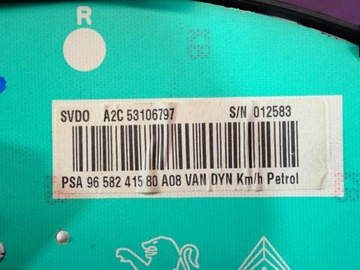 R
SVDO A2C 53106797 S/N 012583
PSA 96 582 415 80 A08 VAN DYN Km/h Petrol